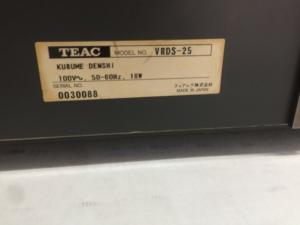 TEAC MODEL NO. VRDS-25
KURUME DENSHI
100V～, 50-60Hz, 18W
SERIAL NO.
0030088
ティアック株式会社
MADE IN JAPAN